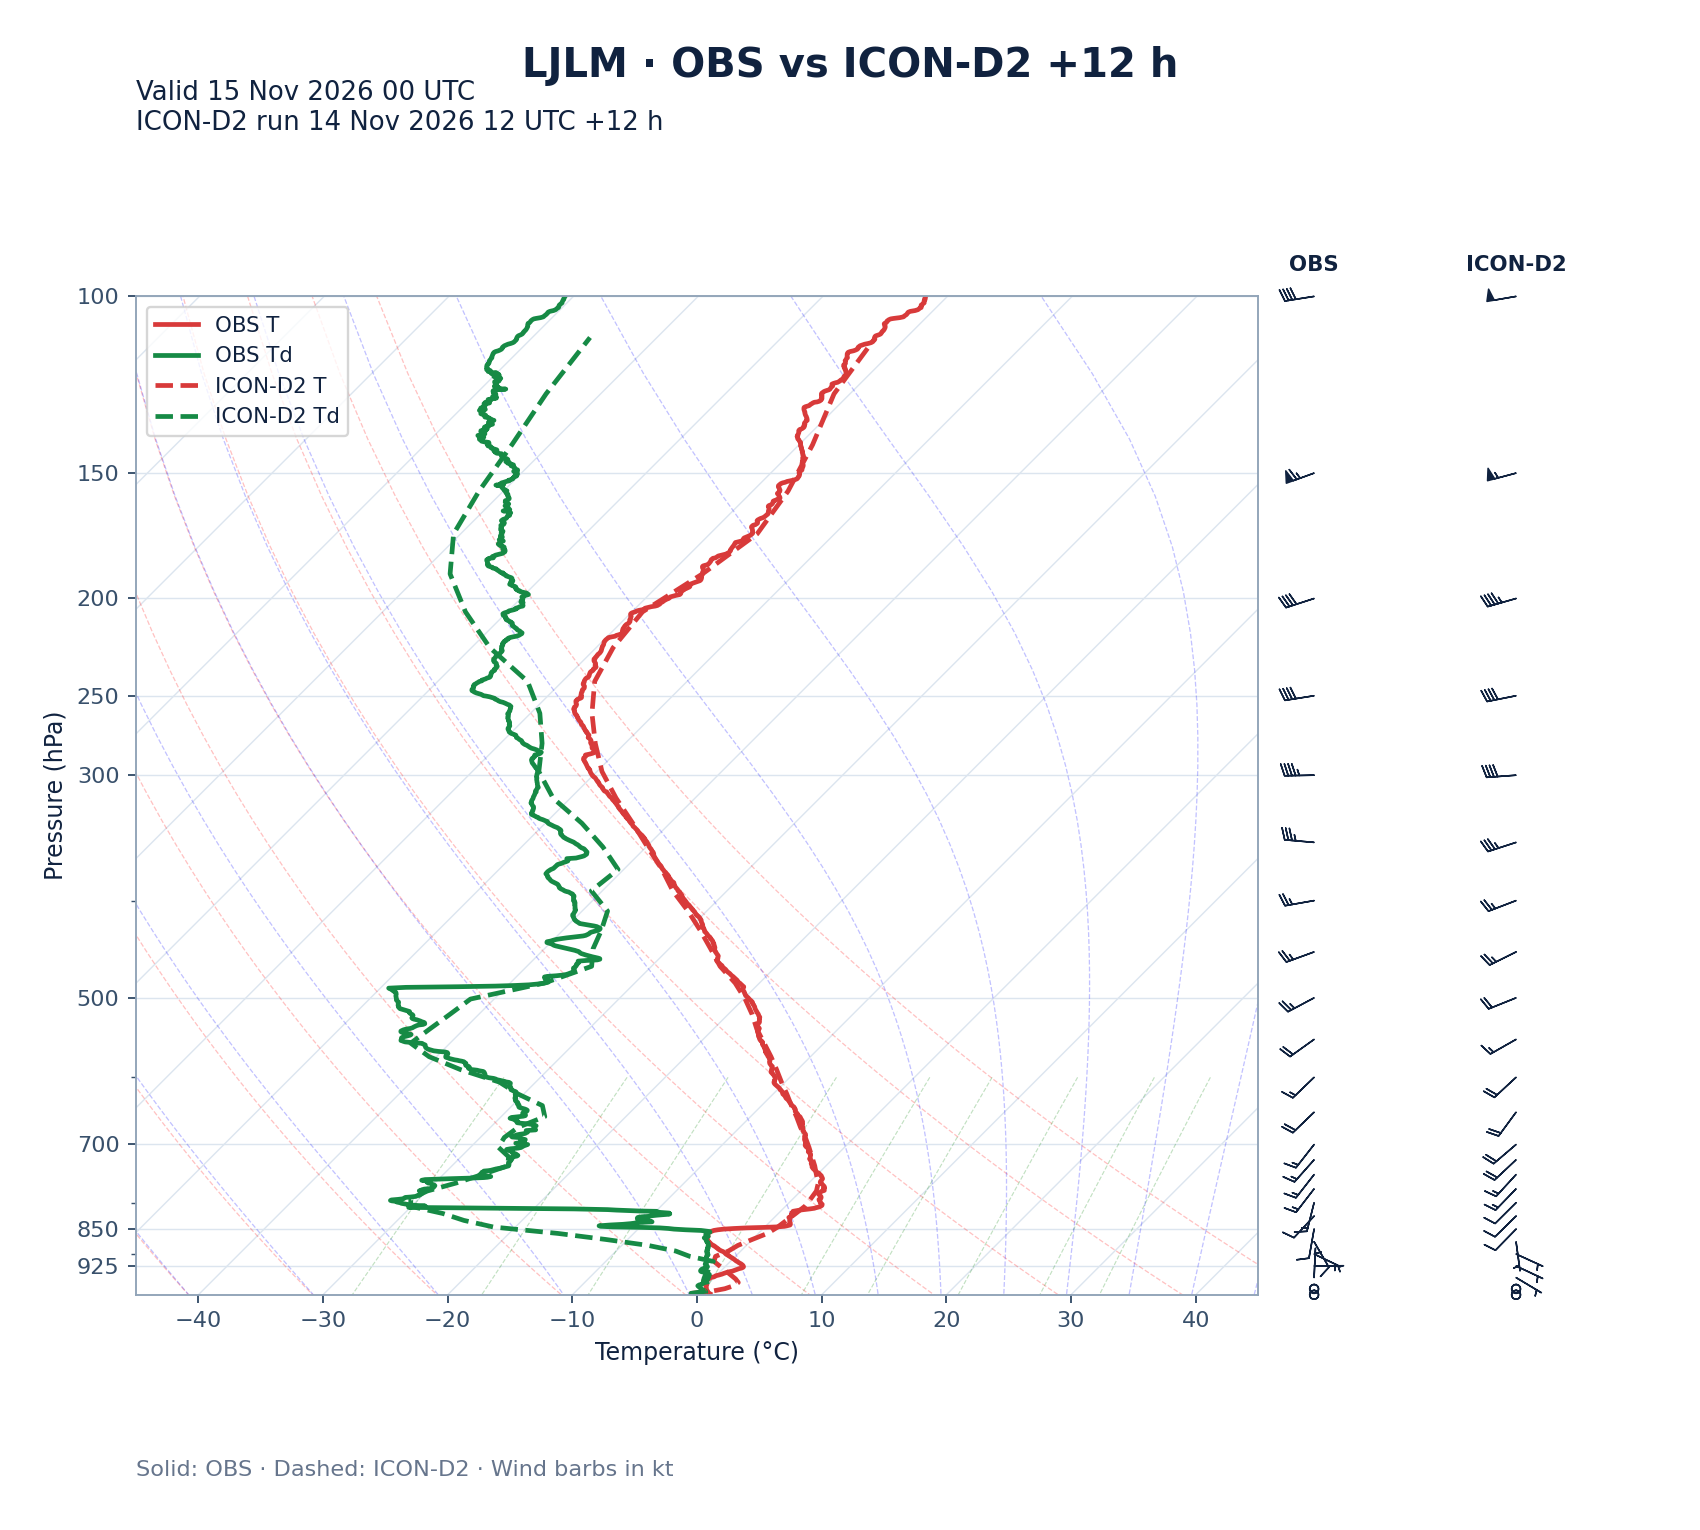 LJLM · OBS vs ICON-D2 +12 h
Valid 15 Nov 2026 00 UTC
ICON-D2 run 14 Nov 2026 12 UTC +12 h
OBS
ICON-D2
OBS T
OBS Td
ICON-D2 T
ICON-D2 Td
100
150
200
250
300
500
700
850
925
Pressure (hPa)
−40
−30
−20
−10
0
10
20
30
40
Temperature (°C)
Solid: OBS · Dashed: ICON-D2 · Wind barbs in kt